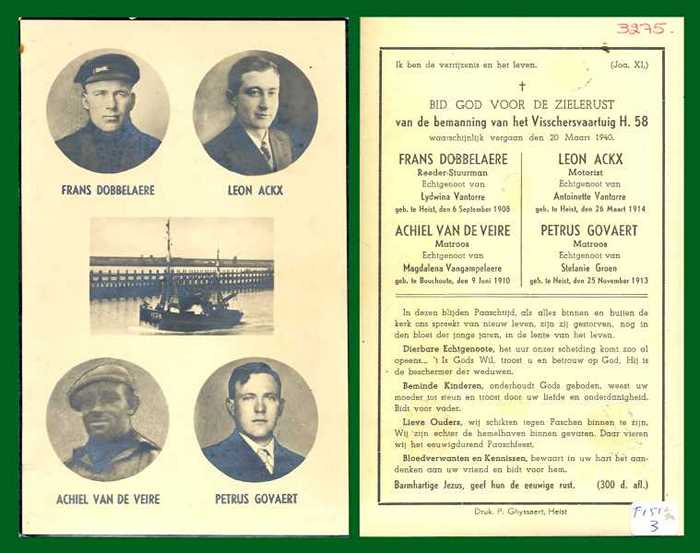 FRANS DOBBELAERE
LEON ACKX
ACHIEL VAN DE VEIRE
PETRUS GOVAERT
3275.
Ik ben de verrijzenis en het leven. (Joa. XI,)
BID GOD VOOR DE ZIELERUST
van de bemanning van het Visschersvaartuig H. 58
waarschijnlijk vergaan den 20 Maart 1940.
FRANS DOBBELAERE
Reeder-Stuurman
Echtgenoot van
Lydwina Vantorre
geb. te Heist, den 6 September 1908
LEON ACKX
Motorist
Echtgenoot van
Antoinette Vantorre
geb. te Heist, den 26 Maart 1914
ACHIEL VAN DE VEIRE
Matroos
Echtgenoot van
Magdalena Vangampelaere
geb. te Bouchoute, den 9 Juni 1910
PETRUS GOVAERT
Matroos
Echtgenoot van
Stefanie Groen
geb. te Heist, den 25 November 1913
In dezen blijden Paaschtijd, als alles binnen en buiten de
kerk ons spreekt van nieuw leven, zijn zij gestorven, nog in
den bloei der jonge jaren, in de lente van het leven.
Dierbare Echtgenoote, het uur onzer scheiding komt zoo al
opeens... 't Is Gods Wil, troost u en betrouw op God, Hij is
de beschermer der weduwen.
Beminde Kinderen, onderhoudt Gods geboden, weest uw
moeder tot steun en troost door uw liefde en onderdanigheid.
Bidt voor vader.
Lieve Ouders, wij schikten tegen Paschen binnen te zijn,
Wij zijn echter de hemelhaven binnen gevaren. Daar vieren
wij het eeuwigdurend Paaschfeest.
Bloedverwanten en Kennissen, bewaart in uw hart het aan-
denken aan uw vriend en bidt voor hem.
Barmhartige Jezus, geef hun de eeuwige rust. (300 d. afl.)
Druk. P. Ghyssaert, Heist
3